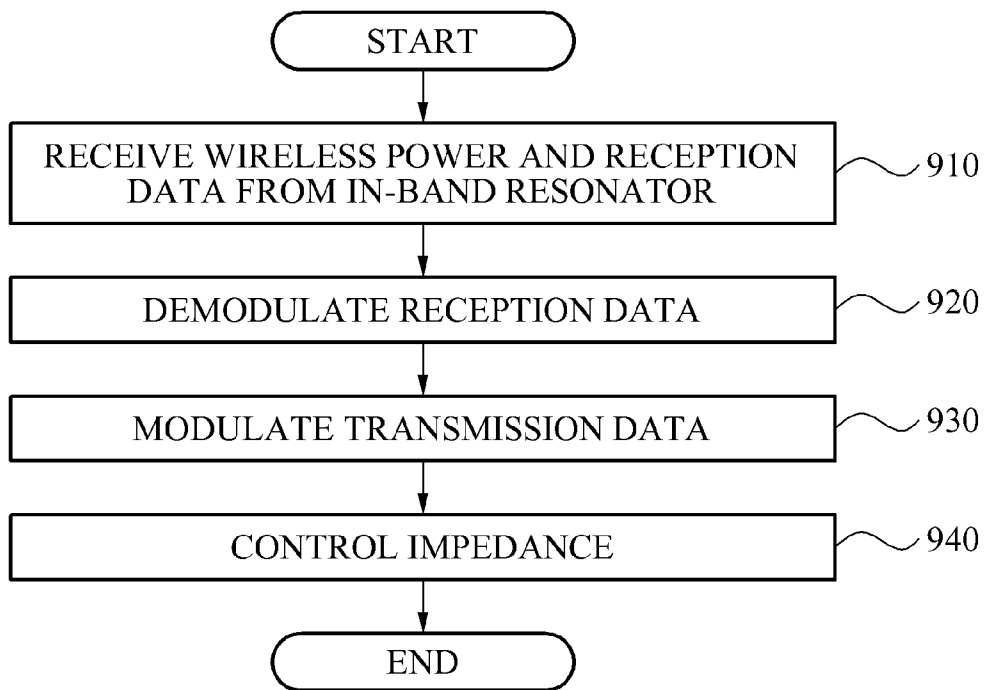 START
RECEIVE WIRELESS POWER AND RECEPTION
DATA FROM IN-BAND RESONATOR
910
DEMODULATE RECEPTION DATA
920
MODULATE TRANSMISSION DATA
930
CONTROL IMPEDANCE
940
END